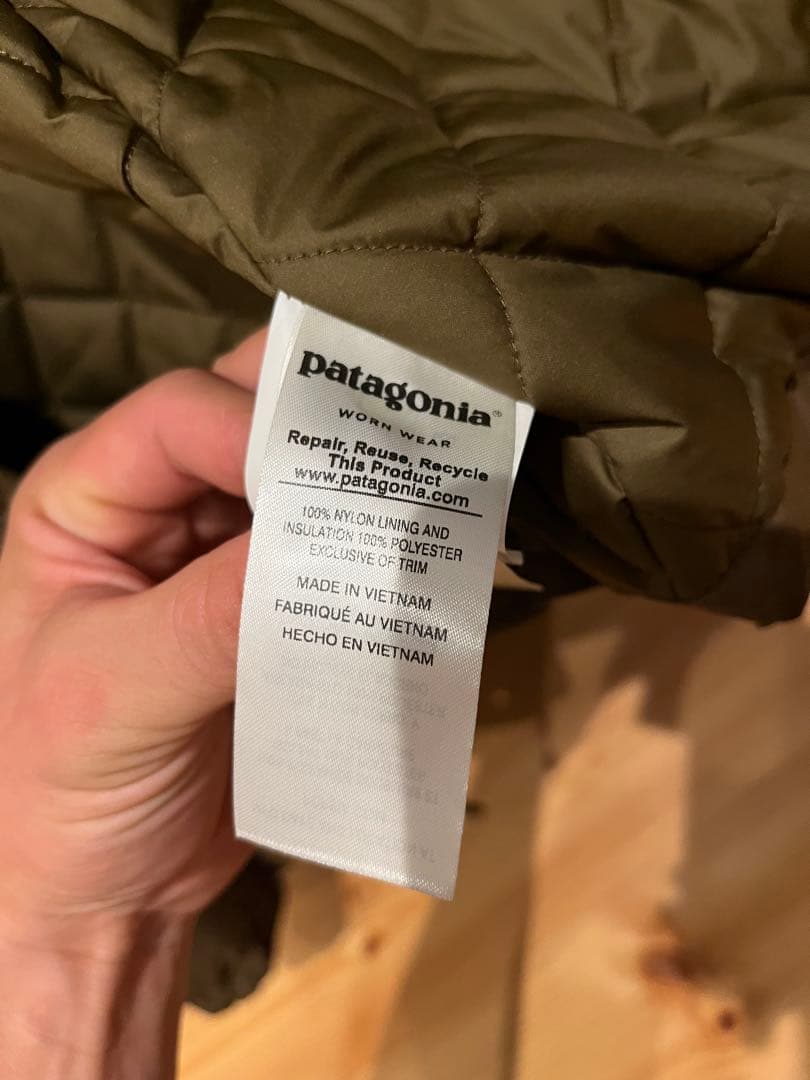 patagonia®
WORN WEAR
Repair, Reuse, Recycle
This Product
www.patagonia.com
100% NYLON LINING AND
INSULATION 100% POLYESTER
EXCLUSIVE OF TRIM
MADE IN VIETNAM
FABRIQUÉ AU VIETNAM
HECHO EN VIETNAM